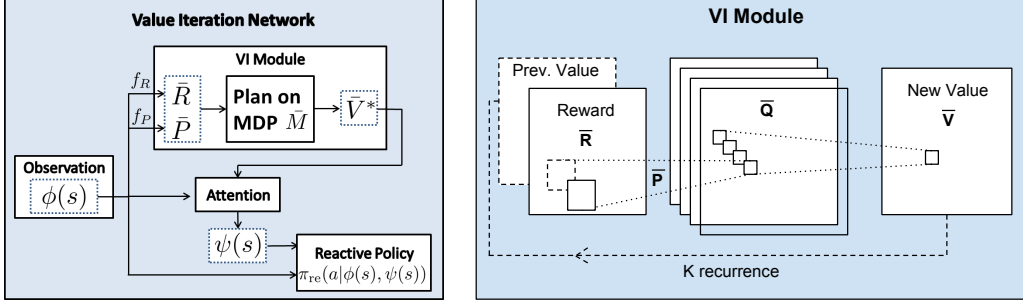 Value Iteration Network
VI Module
f_R
R̄
Plan on
MDP M̄
V̄*
f_P
P̄
Observation
ϕ(s)
Attention
ψ(s)
Reactive Policy
π_re(a|ϕ(s), ψ(s))
VI Module
Prev. Value
Reward
R̄
P̄
Q̄
New Value
V̄
K recurrence